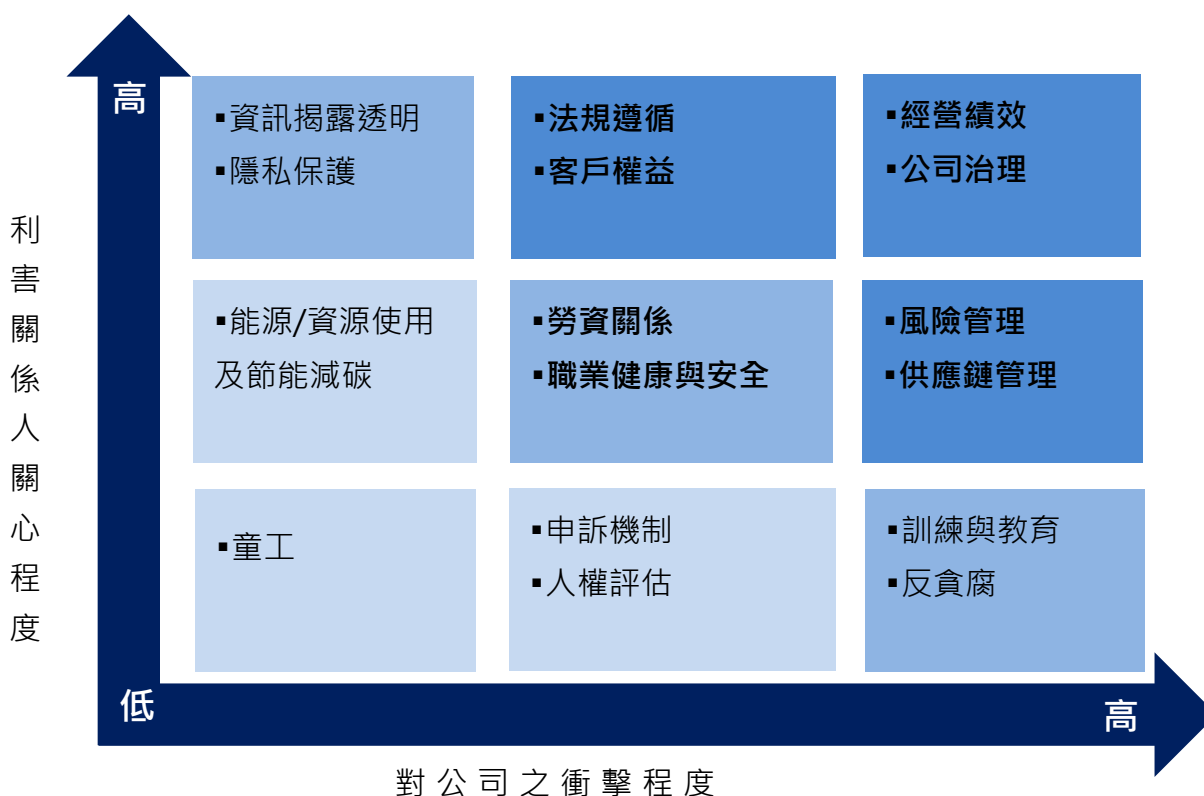 高
▪資訊揭露透明
▪隱私保護
▪法規遵循
▪客戶權益
▪經營績效
▪公司治理
利害關係人關心程度
▪能源/資源使用
及節能減碳
▪勞資關係
▪職業健康與安全
▪風險管理
▪供應鏈管理
▪童工
▪申訴機制
▪人權評估
▪訓練與教育
▪反貪腐
低
高
對公司之衝擊程度